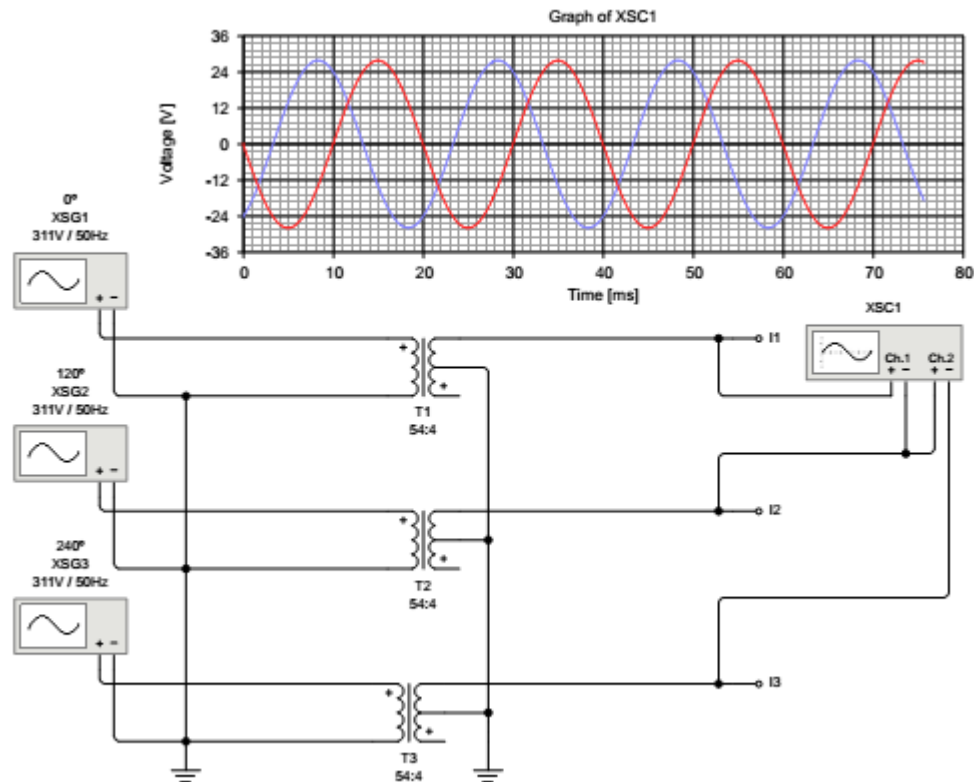 Graph of XSC1
Voltage [V]
36
24
12
0
-12
-24
-36
0 10 20 30 40 50 60 70 80
Time [ms]
0º
XSG1
311V / 50Hz
+ −
120º
XSG2
311V / 50Hz
+ −
240º
XSG3
311V / 50Hz
+ −
+
+
T1
54:4
+
+
T2
54:4
+
+
T3
54:4
I1
I2
I3
XSC1
Ch.1 Ch.2
+ − + −